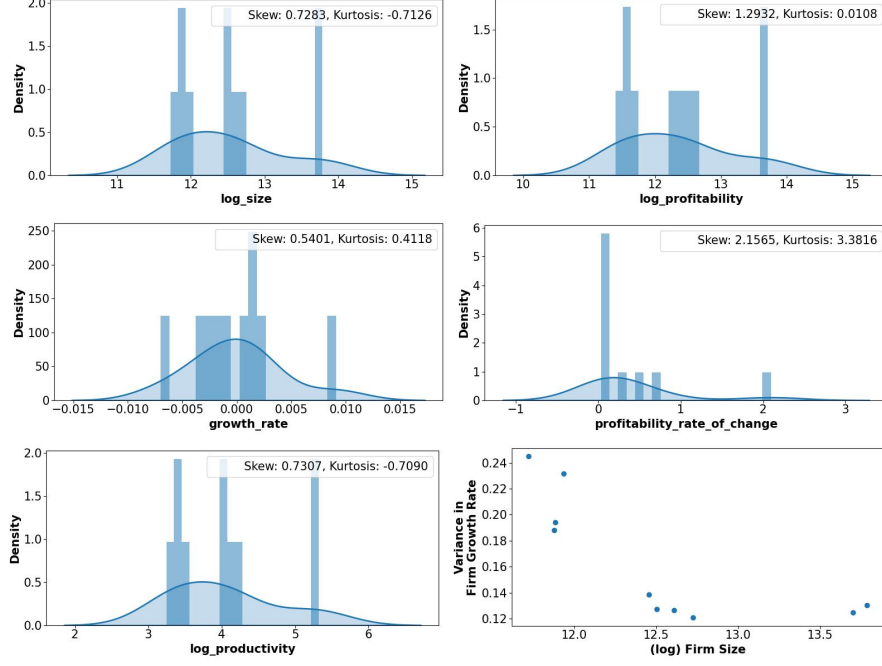 2.0
1.5
1.0
0.5
0.0
Density
Skew: 0.7283, Kurtosis: -0.7126
11 12 13 14 15
log_size
1.5
1.0
0.5
0.0
Density
Skew: 1.2932, Kurtosis: 0.0108
10 11 12 13 14 15
log_profitability
250
200
150
100
50
0
Density
Skew: 0.5401, Kurtosis: 0.4118
−0.015 −0.010 −0.005 0.000 0.005 0.010 0.015
growth_rate
6
5
4
3
2
1
0
Density
Skew: 2.1565, Kurtosis: 3.3816
−1 0 1 2 3
profitability_rate_of_change
2.0
1.5
1.0
0.5
0.0
Density
Skew: 0.7307, Kurtosis: -0.7090
2 3 4 5 6
log_productivity
0.24
0.22
0.20
0.18
0.16
0.14
0.12
Variance in
Firm Growth Rate
12.0 12.5 13.0 13.5
(log) Firm Size